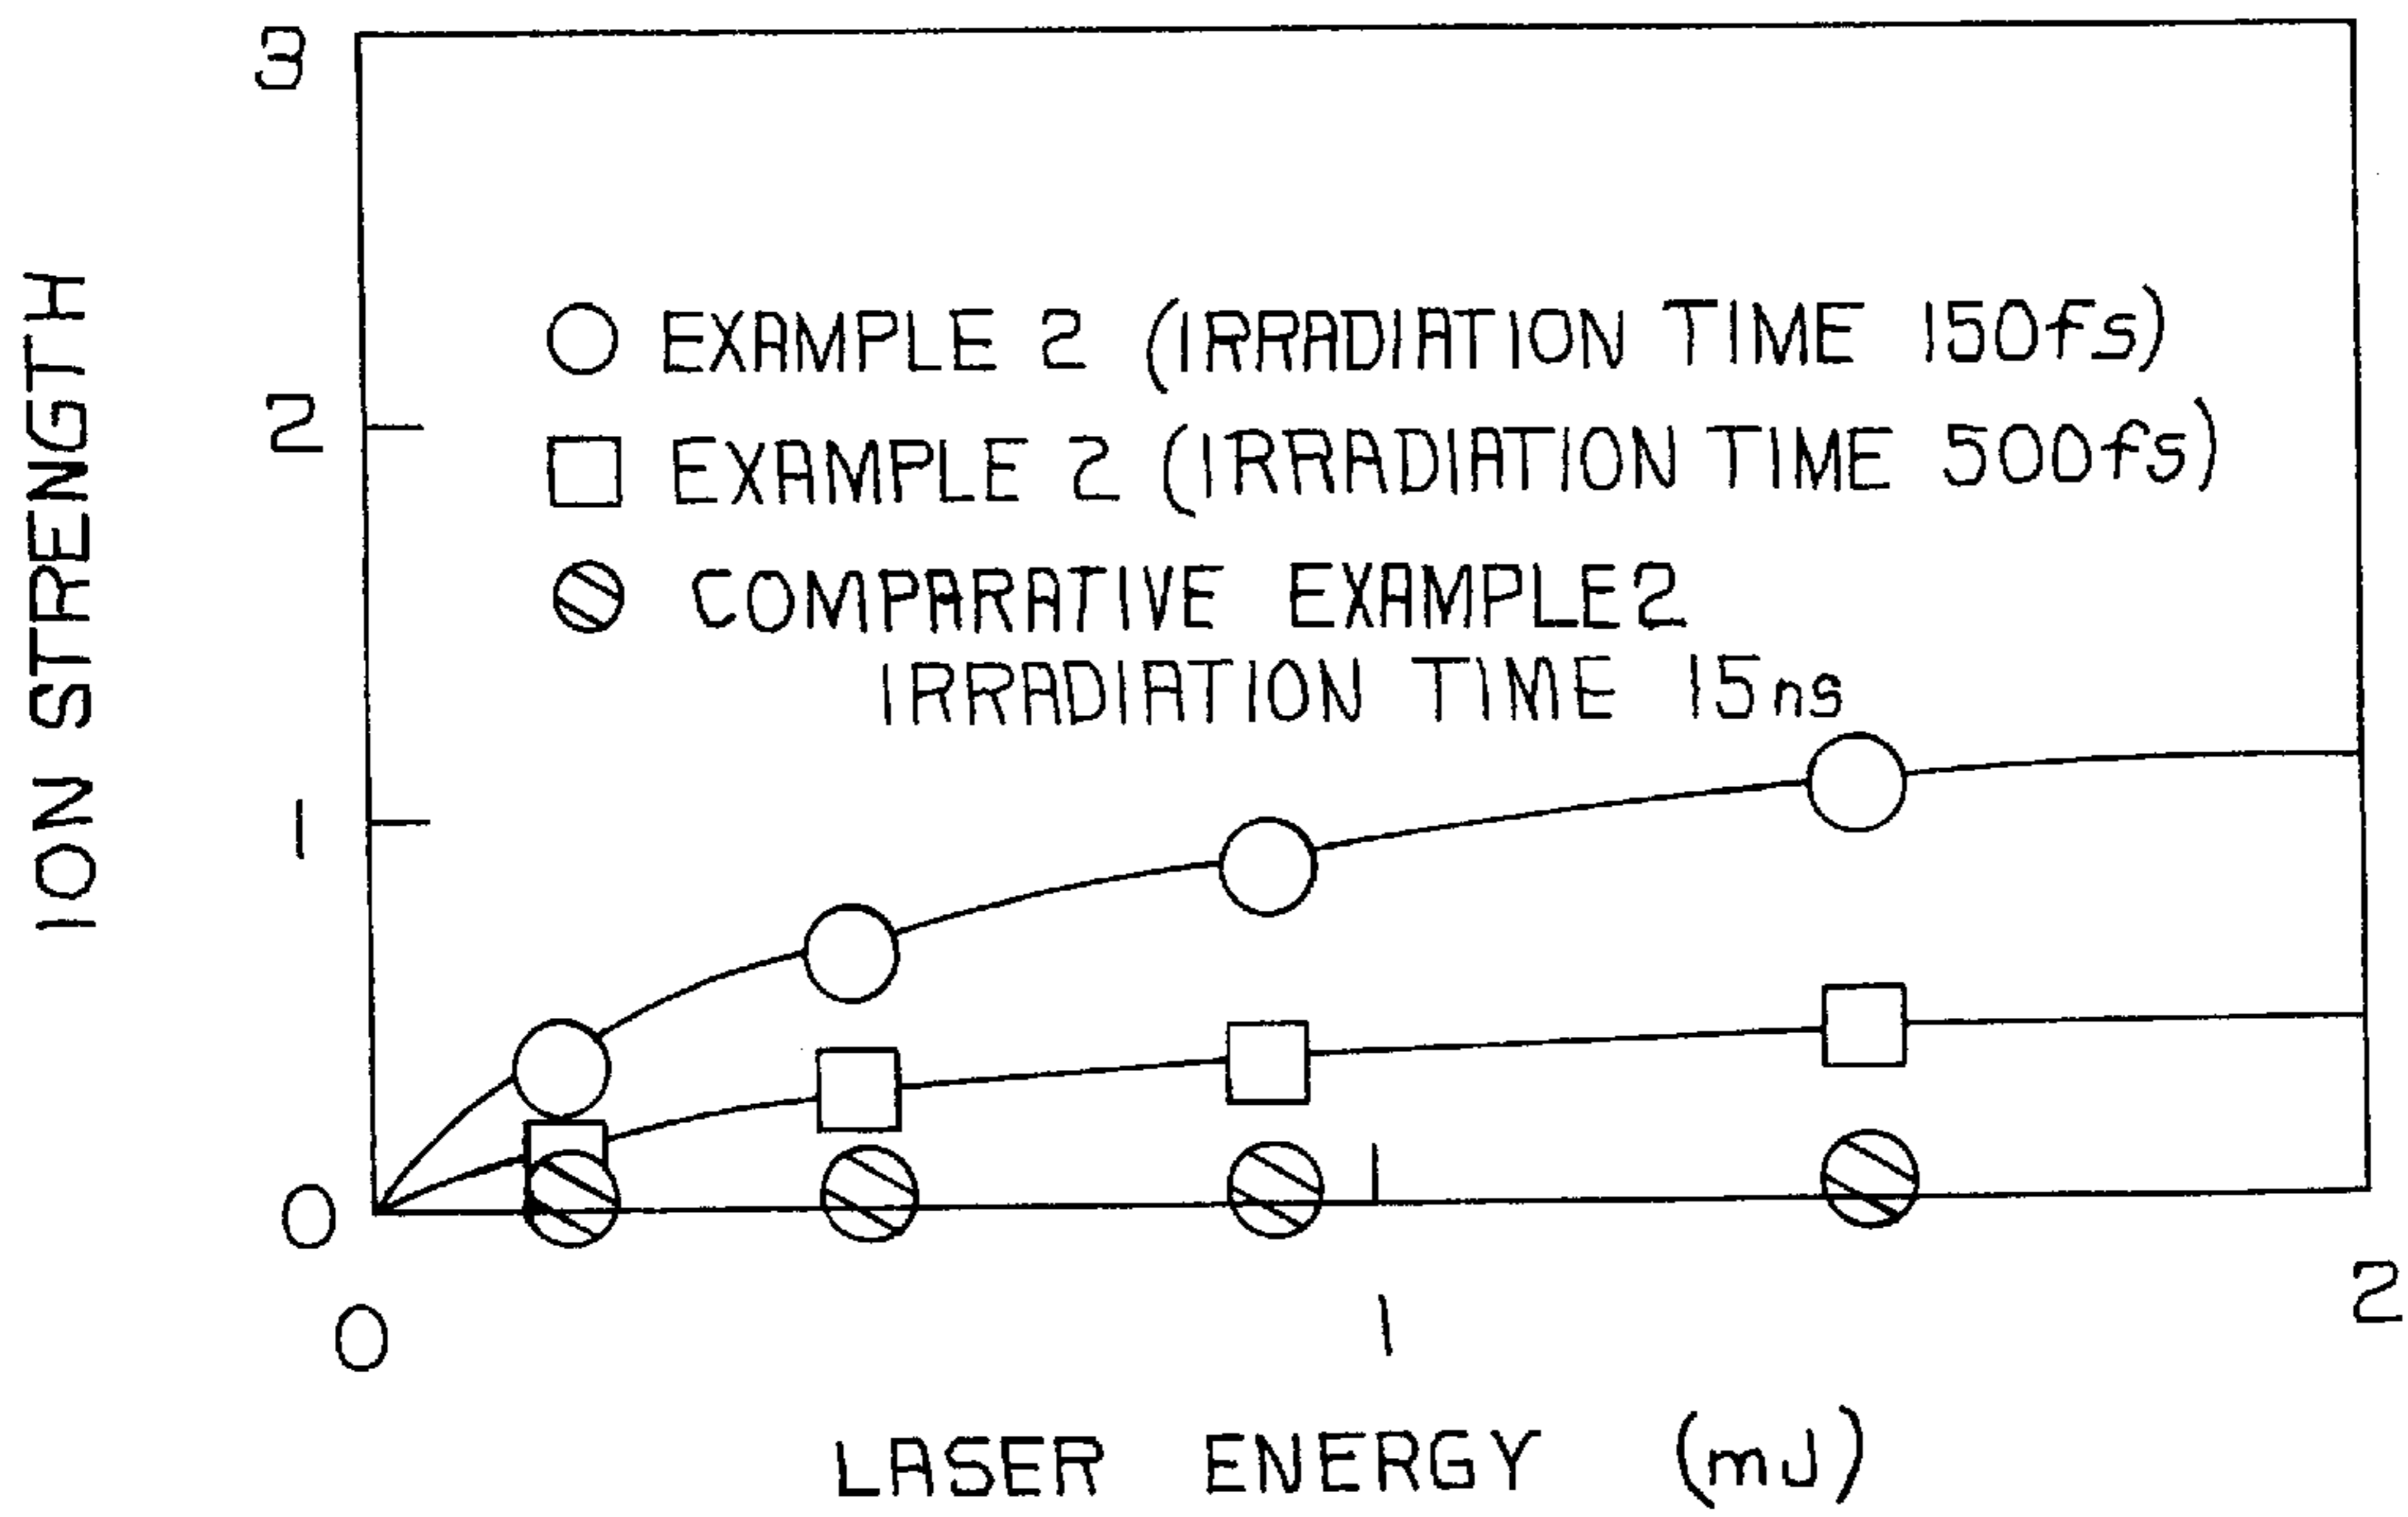 3
2
1
0
ION STRENGTH
EXAMPLE 2 (IRRADIATION TIME 150fs)
EXAMPLE 2 (IRRADIATION TIME 500fs)
COMPARATIVE EXAMPLE2
IRRADIATION TIME 15ns
0 1 2
LASER ENERGY (mJ)